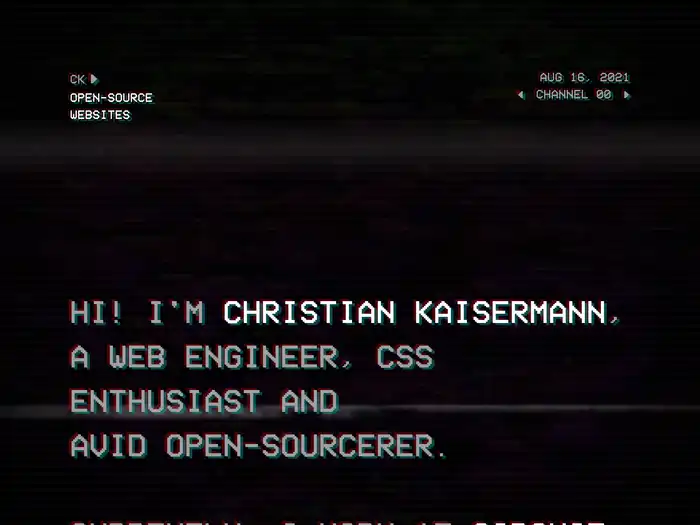 CK
AUG 16, 2021
OPEN-SOURCE
CHANNEL 00
WEBSITES
HI! I'M CHRISTIAN KAISERMANN,
A WEB ENGINEER, CSS
ENTHUSIAST AND
AVID OPEN-SOURCERER.